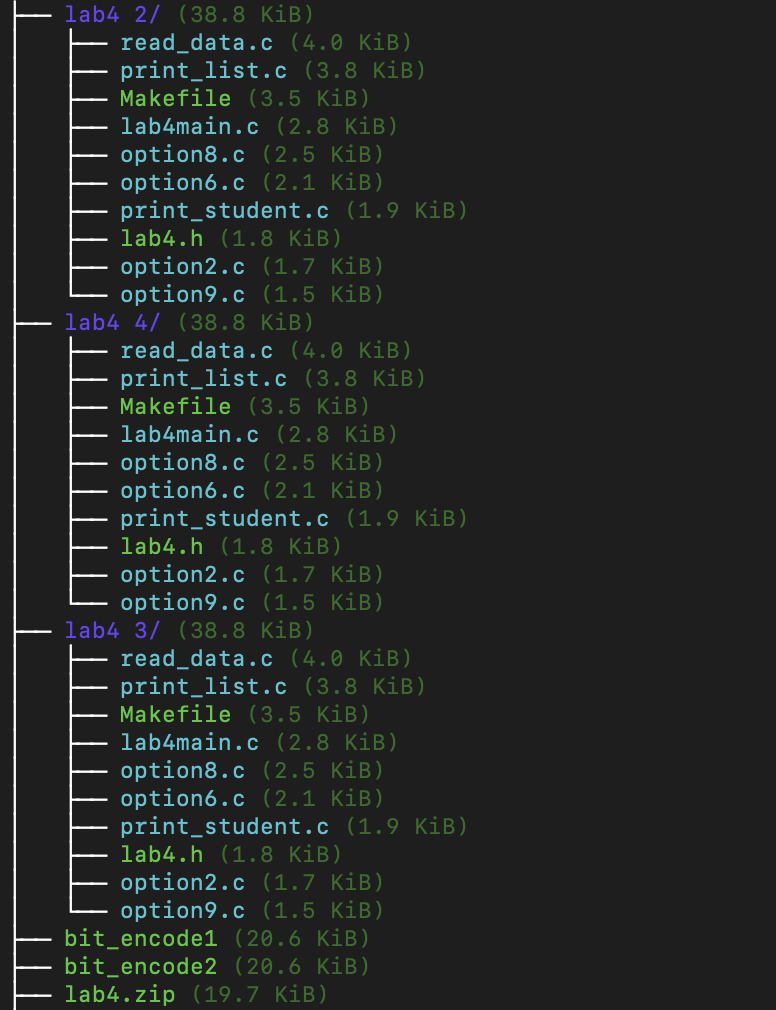 lab4 2/ (38.8 KiB)
read_data.c (4.0 KiB)
print_list.c (3.8 KiB)
Makefile (3.5 KiB)
lab4main.c (2.8 KiB)
option8.c (2.5 KiB)
option6.c (2.1 KiB)
print_student.c (1.9 KiB)
lab4.h (1.8 KiB)
option2.c (1.7 KiB)
option9.c (1.5 KiB)
lab4 4/ (38.8 KiB)
read_data.c (4.0 KiB)
print_list.c (3.8 KiB)
Makefile (3.5 KiB)
lab4main.c (2.8 KiB)
option8.c (2.5 KiB)
option6.c (2.1 KiB)
print_student.c (1.9 KiB)
lab4.h (1.8 KiB)
option2.c (1.7 KiB)
option9.c (1.5 KiB)
lab4 3/ (38.8 KiB)
read_data.c (4.0 KiB)
print_list.c (3.8 KiB)
Makefile (3.5 KiB)
lab4main.c (2.8 KiB)
option8.c (2.5 KiB)
option6.c (2.1 KiB)
print_student.c (1.9 KiB)
lab4.h (1.8 KiB)
option2.c (1.7 KiB)
option9.c (1.5 KiB)
bit_encode1 (20.6 KiB)
bit_encode2 (20.6 KiB)
lab4.zip (19.7 KiB)